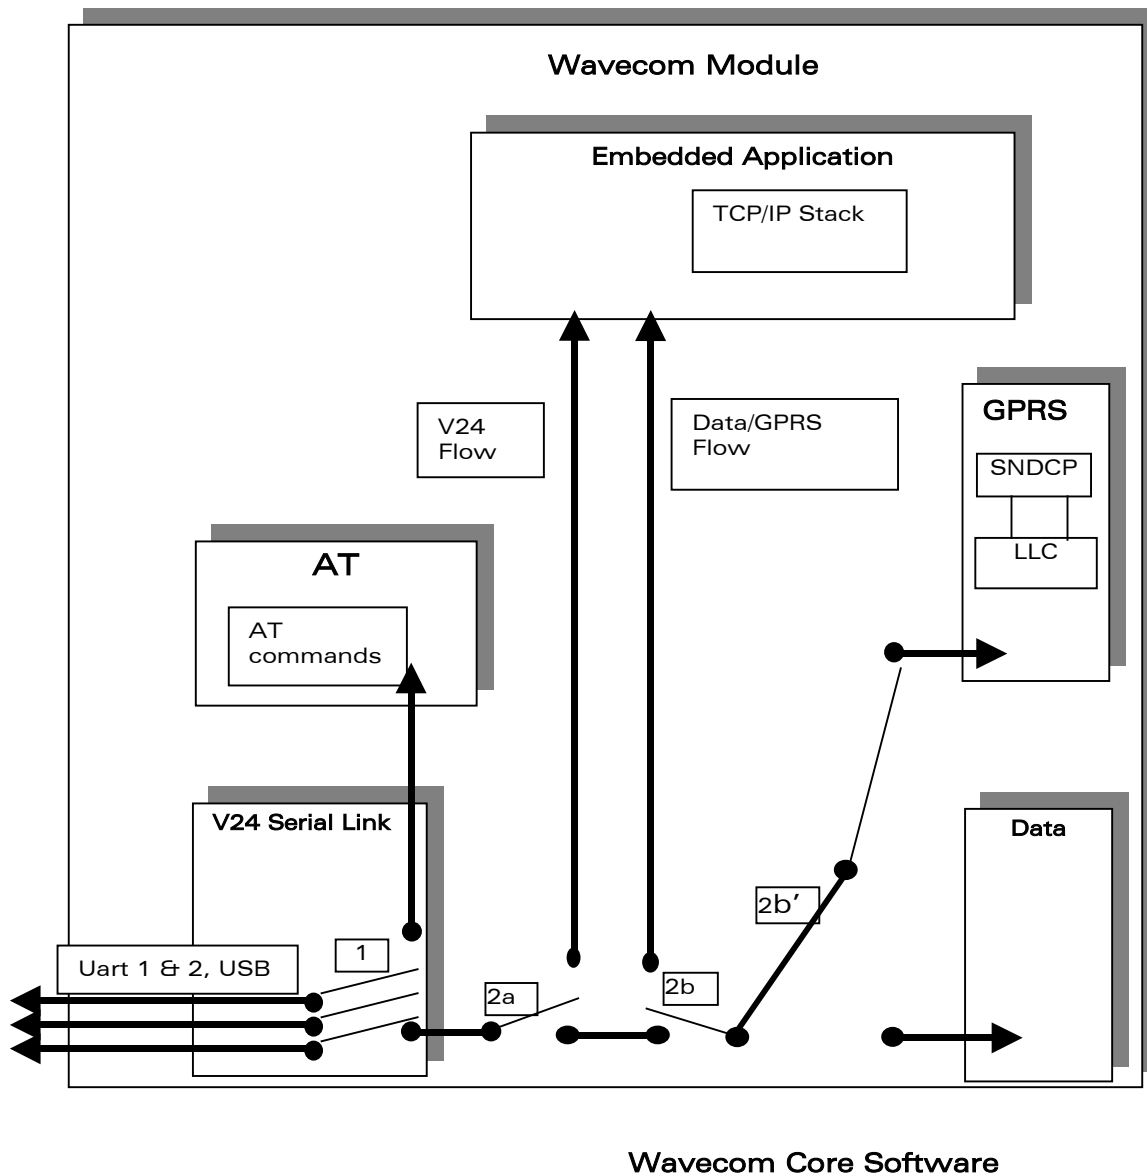 Wavecom Module
Embedded Application
TCP/IP Stack
V24
Flow
Data/GPRS
Flow
GPRS
SNDCP
LLC
AT
AT
commands
V24 Serial Link
Data
2b’
1
Uart 1 & 2, USB
2a
2b
Wavecom Core Software